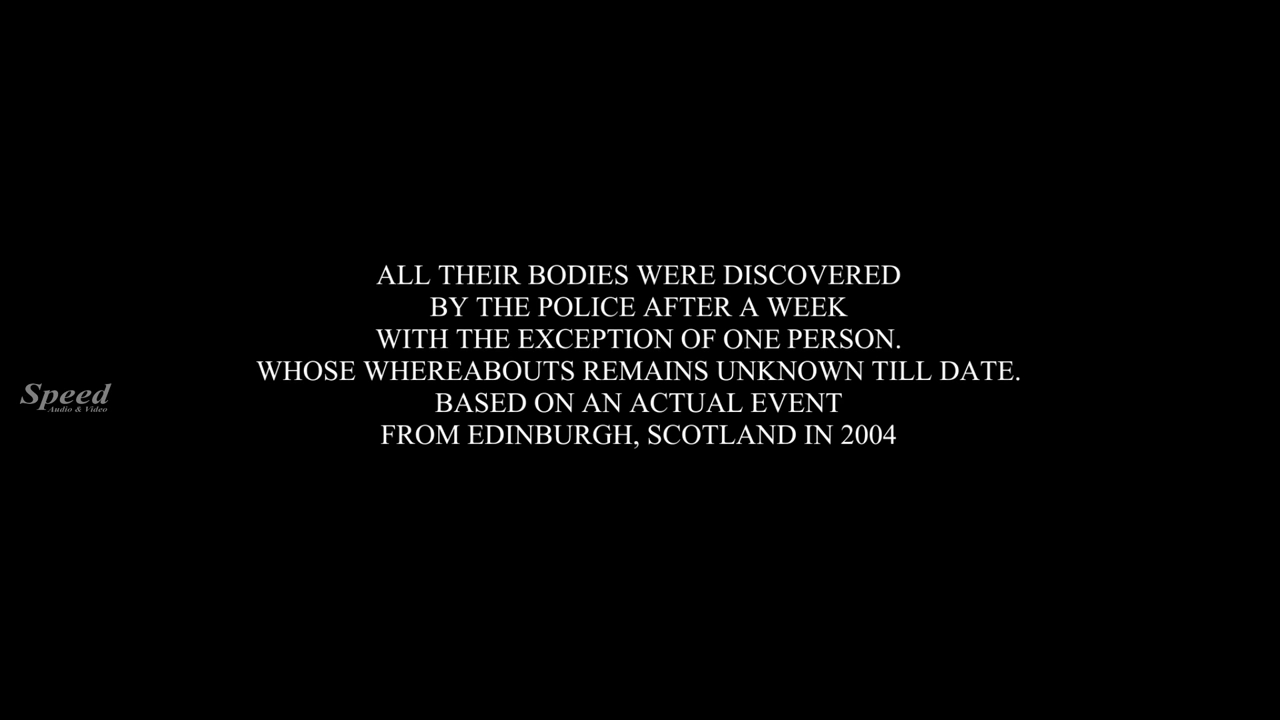 ALL THEIR BODIES WERE DISCOVERED
BY THE POLICE AFTER A WEEK
WITH THE EXCEPTION OF ONE PERSON.
WHOSE WHEREABOUTS REMAINS UNKNOWN TILL DATE.
BASED ON AN ACTUAL EVENT
FROM EDINBURGH, SCOTLAND IN 2004
Speed
Audio & Video